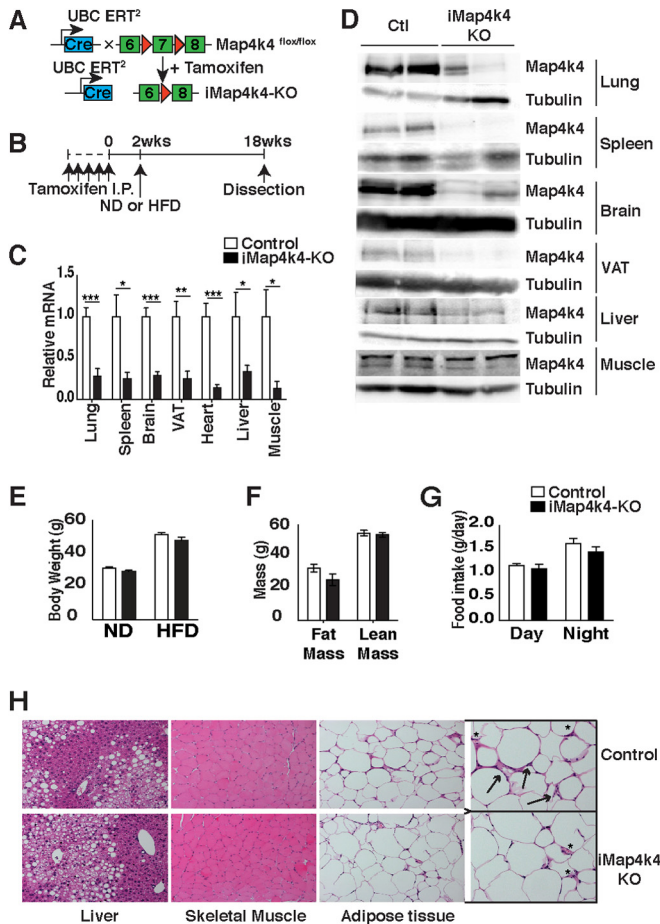 A
UBC ERT2
Cre × 6 7 8 Map4k4 flox/flox
UBC ERT2 + Tamoxifen
Cre 6 8 iMap4k4-KO
B
0 2wks 18wks
Tamoxifen I.P. Dissection
ND or HFD
C
Control
iMap4k4-KO
Relative mRNA
1.5
1.0
0.5
0.0
*** * *** ** *** * *
Lung Spleen Brain VAT Heart Liver Muscle
D
Ctl iMap4k4 KO
Map4k4
Tubulin
Lung
Map4k4
Tubulin
Spleen
Map4k4
Tubulin
Brain
Map4k4
Tubulin
VAT
Map4k4
Tubulin
Liver
Map4k4
Tubulin
Muscle
E
Body Weight (g)
60
40
20
0
ND HFD
F
Mass (g)
60
40
20
0
Fat Mass Lean Mass
G
Control
iMap4k4-KO
Food intake (g/day)
2.0
1.5
1.0
0.5
0.0
Day Night
H
* *
Control
* *
iMap4k4 KO
Liver Skeletal Muscle Adipose tissue